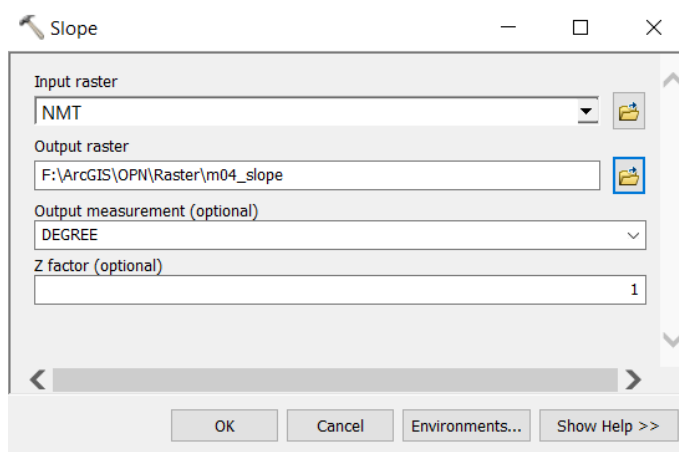 Slope
Input raster
NMT
Output raster
F:\ArcGIS\OPN\Raster\m04_slope
Output measurement (optional)
DEGREE
Z factor (optional)
1
OK Cancel Environments... Show Help >>